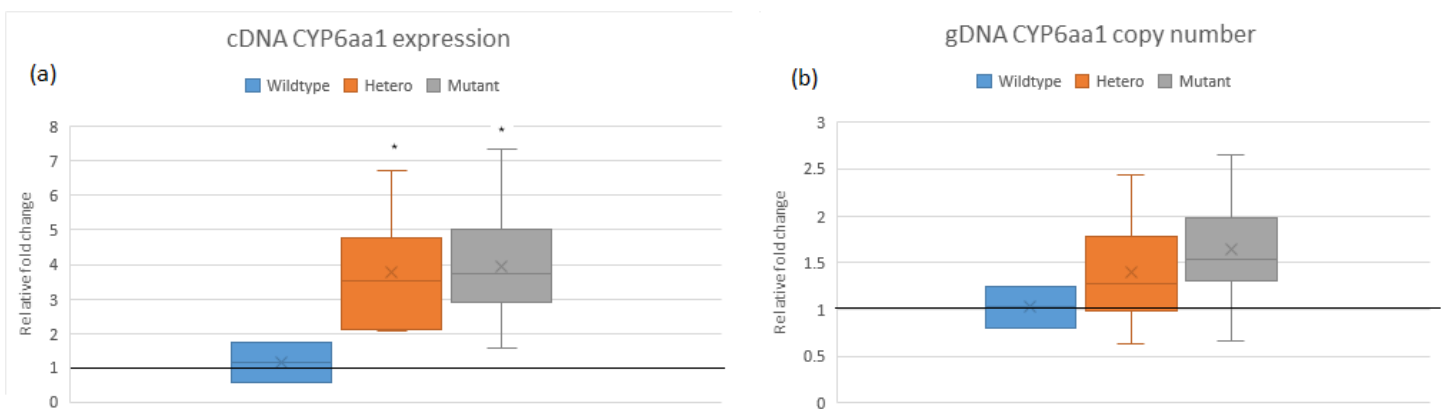 cDNA CYP6aa1 expression
(a)
Wildtype Hetero Mutant
Relative fold change
8
7
6
5
4
3
2
1
0
*
*
gDNA CYP6aa1 copy number
(b)
Wildtype Hetero Mutant
Relative fold change
3
2.5
2
1.5
1
0.5
0